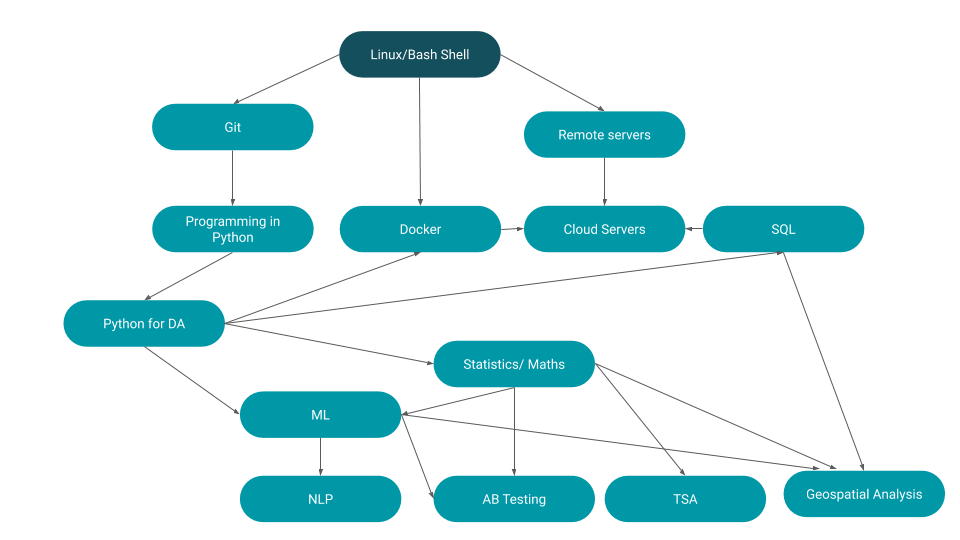 Linux/Bash Shell
Git
Remote servers
Programming in
Python
Docker
Cloud Servers
SQL
Python for DA
Statistics/ Maths
ML
NLP
AB Testing
TSA
Geospatial Analysis